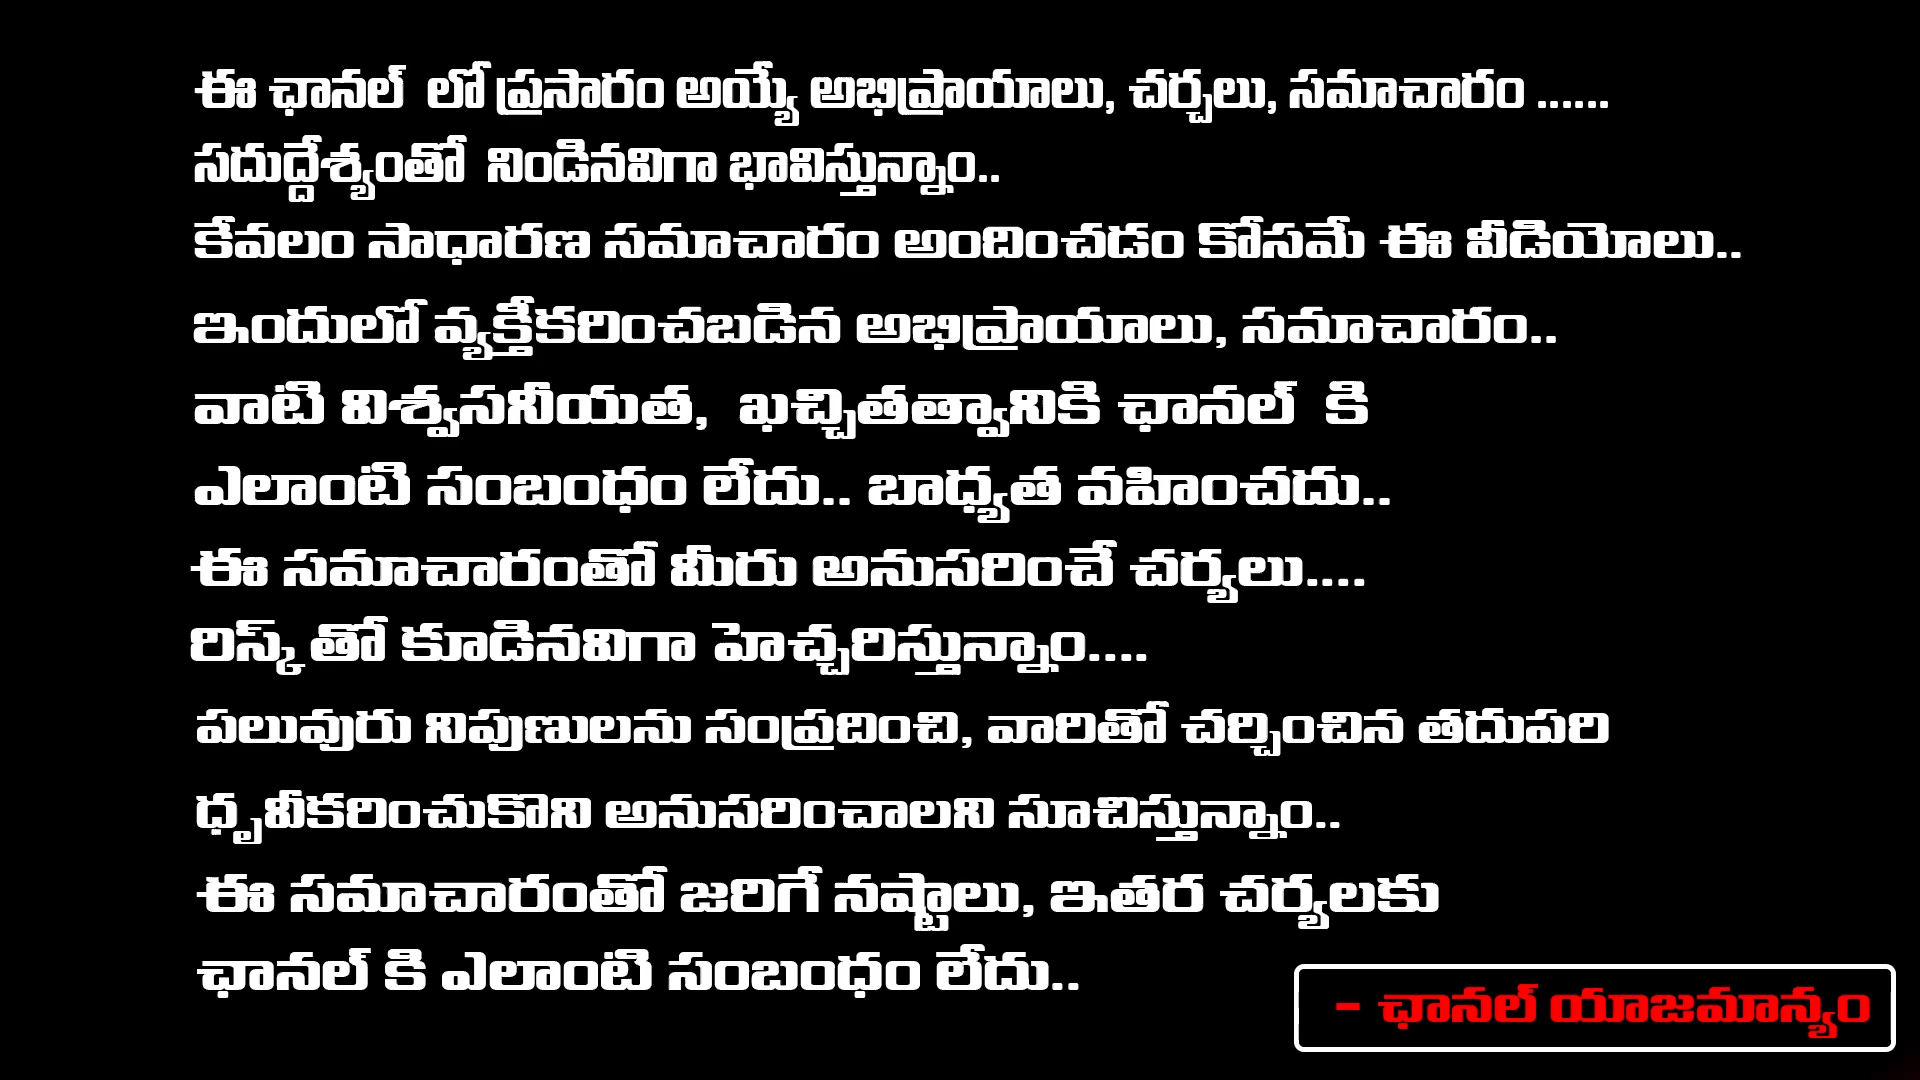 ఈ ఛానల్ లో ప్రసారం అయ్యే అభిప్రాయాలు, చర్చలు, సమాచారం ......
సదుద్దేశ్యంతో నిండినవిగా భావిస్తున్నాం..
కేవలం సాధారణ సమాచారం అందించడం కోసమే ఈ వీడియోలు..
ఇందులో వ్యక్తీకరించబడిన అభిప్రాయాలు, సమాచారం..
వాటి విశ్వసనీయత, ఖచ్చితత్వానికి ఛానల్ కి
ఎలాంటి సంబంధం లేదు.. బాధ్యత వహించదు..
ఈ సమాచారంతో మీరు అనుసరించే చర్యలు....
రిస్క్ తో కూడినవిగా హెచ్చరిస్తున్నాం....
పలువురు నిపుణులను సంప్రదించి, వారితో చర్చించిన తదుపరి
ధృవీకరించుకొని అనుసరించాలని సూచిస్తున్నాం..
ఈ సమాచారంతో జరిగే నష్టాలు, ఇతర చర్యలకు
ఛానల్ కి ఎలాంటి సంబంధం లేదు..
- ఛానల్ యాజమాన్యం